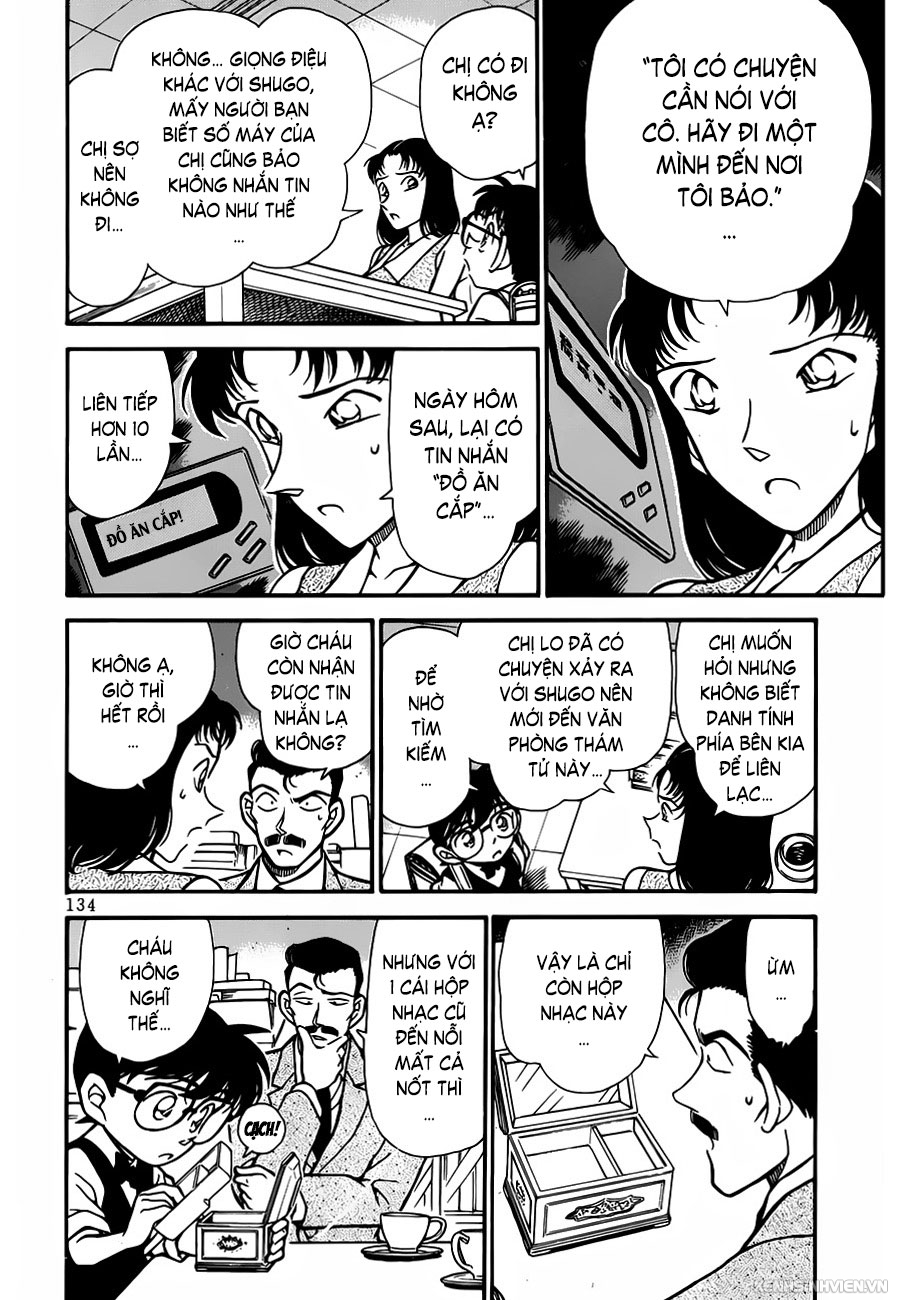 "TÔI CÓ CHUYỆN
CẦN NÓI VỚI
CÔ. HÃY ĐI MỘT
MÌNH ĐẾN NƠI
TÔI BẢO."
...
CHỊ CÓ ĐI
KHÔNG
Ạ?
KHÔNG... GIỌNG ĐIỆU
KHÁC VỚI SHUGO,
MẤY NGƯỜI BẠN
BIẾT SỐ MÁY CỦA
CHỊ CŨNG BẢO
KHÔNG NHẮN TIN
NÀO NHƯ THẾ
...
CHỊ SỢ
NÊN
KHÔNG
ĐI...
NGÀY HÔM
SAU, LẠI CÓ
TIN NHẮN
"ĐỒ ĂN
CẮP"...
LIÊN TIẾP
HƠN 10
LẦN...
ĐỒ ĂN CẮP!
CHỊ MUỐN
HỎI NHƯNG
KHÔNG BIẾT
DANH TÍNH
PHÍA BÊN KIA
ĐỂ LIÊN
LẠC...
CHỊ LO ĐÃ CÓ
CHUYỆN XẢY RA
VỚI SHUGO NÊN
MỚI ĐẾN VĂN
PHÒNG THÁM
TỬ NÀY...
ĐỂ
NHỜ
TÌM
KIẾM
...
GIỜ CHÁU
CÒN NHẬN
ĐƯỢC TIN
NHẮN LẠ
KHÔNG?
KHÔNG Ạ,
GIỜ THÌ
HẾT RỒI
...
134
ỪM
...
VẬY LÀ CHỈ
CÒN HỘP
NHẠC NÀY
...
NHƯNG VỚI
1 CÁI HỘP
NHẠC CŨ
ĐẾN NỖI
MẤT CẢ
NỐT THÌ
...
CHÁU
KHÔNG
NGHĨ
THẾ...
CẠCH!
KENHSINHVIEN.VN